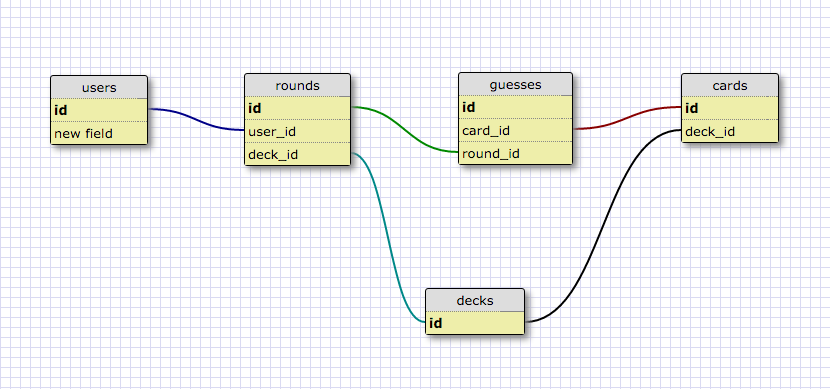 users
id
new field
rounds
id
user_id
deck_id
guesses
id
card_id
round_id
cards
id
deck_id
decks
id